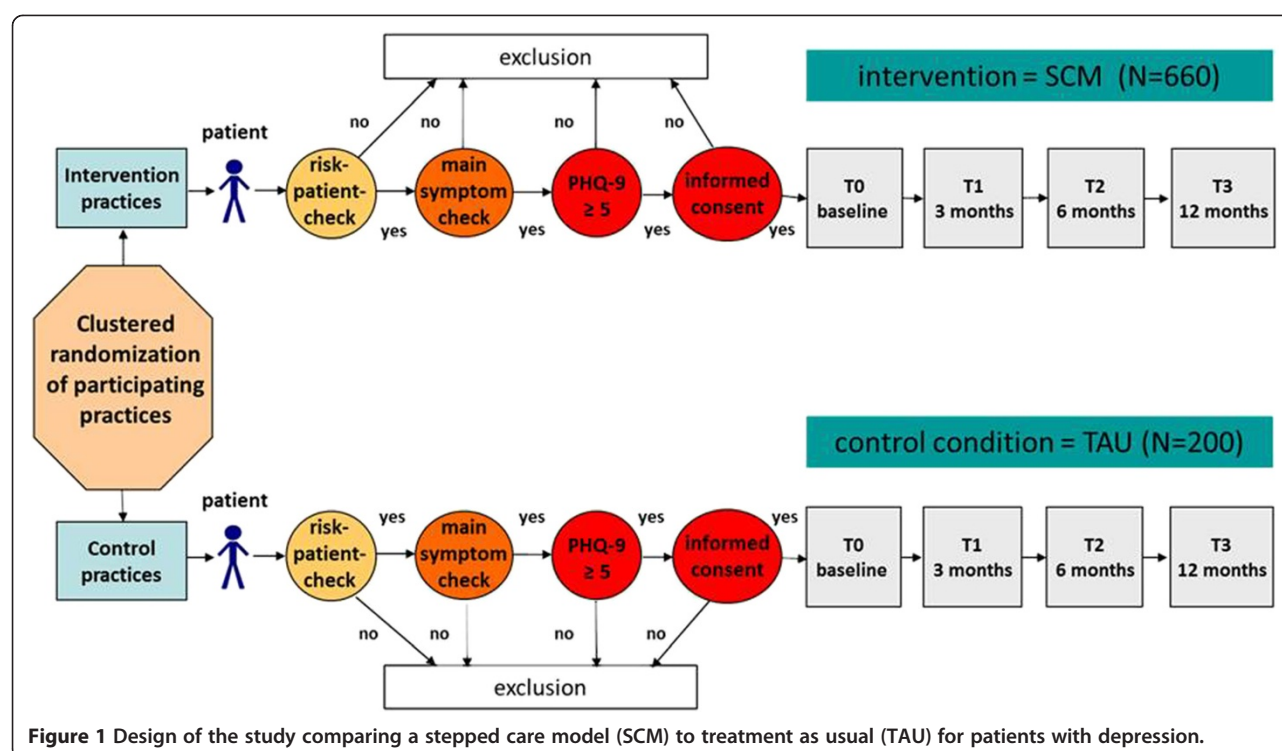 exclusion
intervention = SCM (N=660)
no
no
no
no
patient
Intervention
practices
risk-
patient-
check
main
symptom
check
PHQ-9
≥ 5
informed
consent
yes
yes
yes
yes
T0
baseline
T1
3 months
T2
6 months
T3
12 months
Clustered
randomization
of participating
practices
control condition = TAU (N=200)
patient
Control
practices
risk-
patient-
check
yes
main
symptom
check
yes
PHQ-9
≥ 5
yes
informed
consent
yes
T0
baseline
T1
3 months
T2
6 months
T3
12 months
no
no
no
no
exclusion
Figure 1 Design of the study comparing a stepped care model (SCM) to treatment as usual (TAU) for patients with depression.